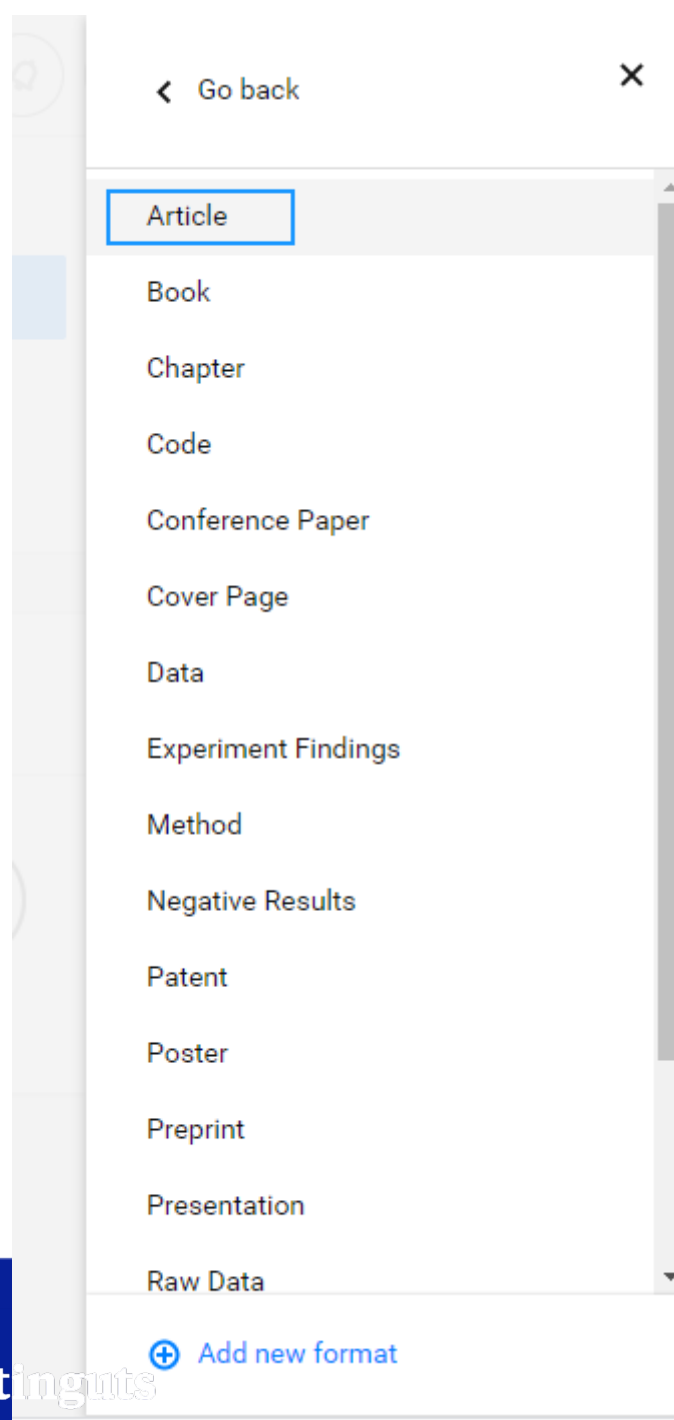 Go back
Article
Book
Chapter
Code
Conference Paper
Cover Page
Data
Experiment Findings
Method
Negative Results
Patent
Poster
Preprint
Presentation
Raw Data
Add new format
tinguts